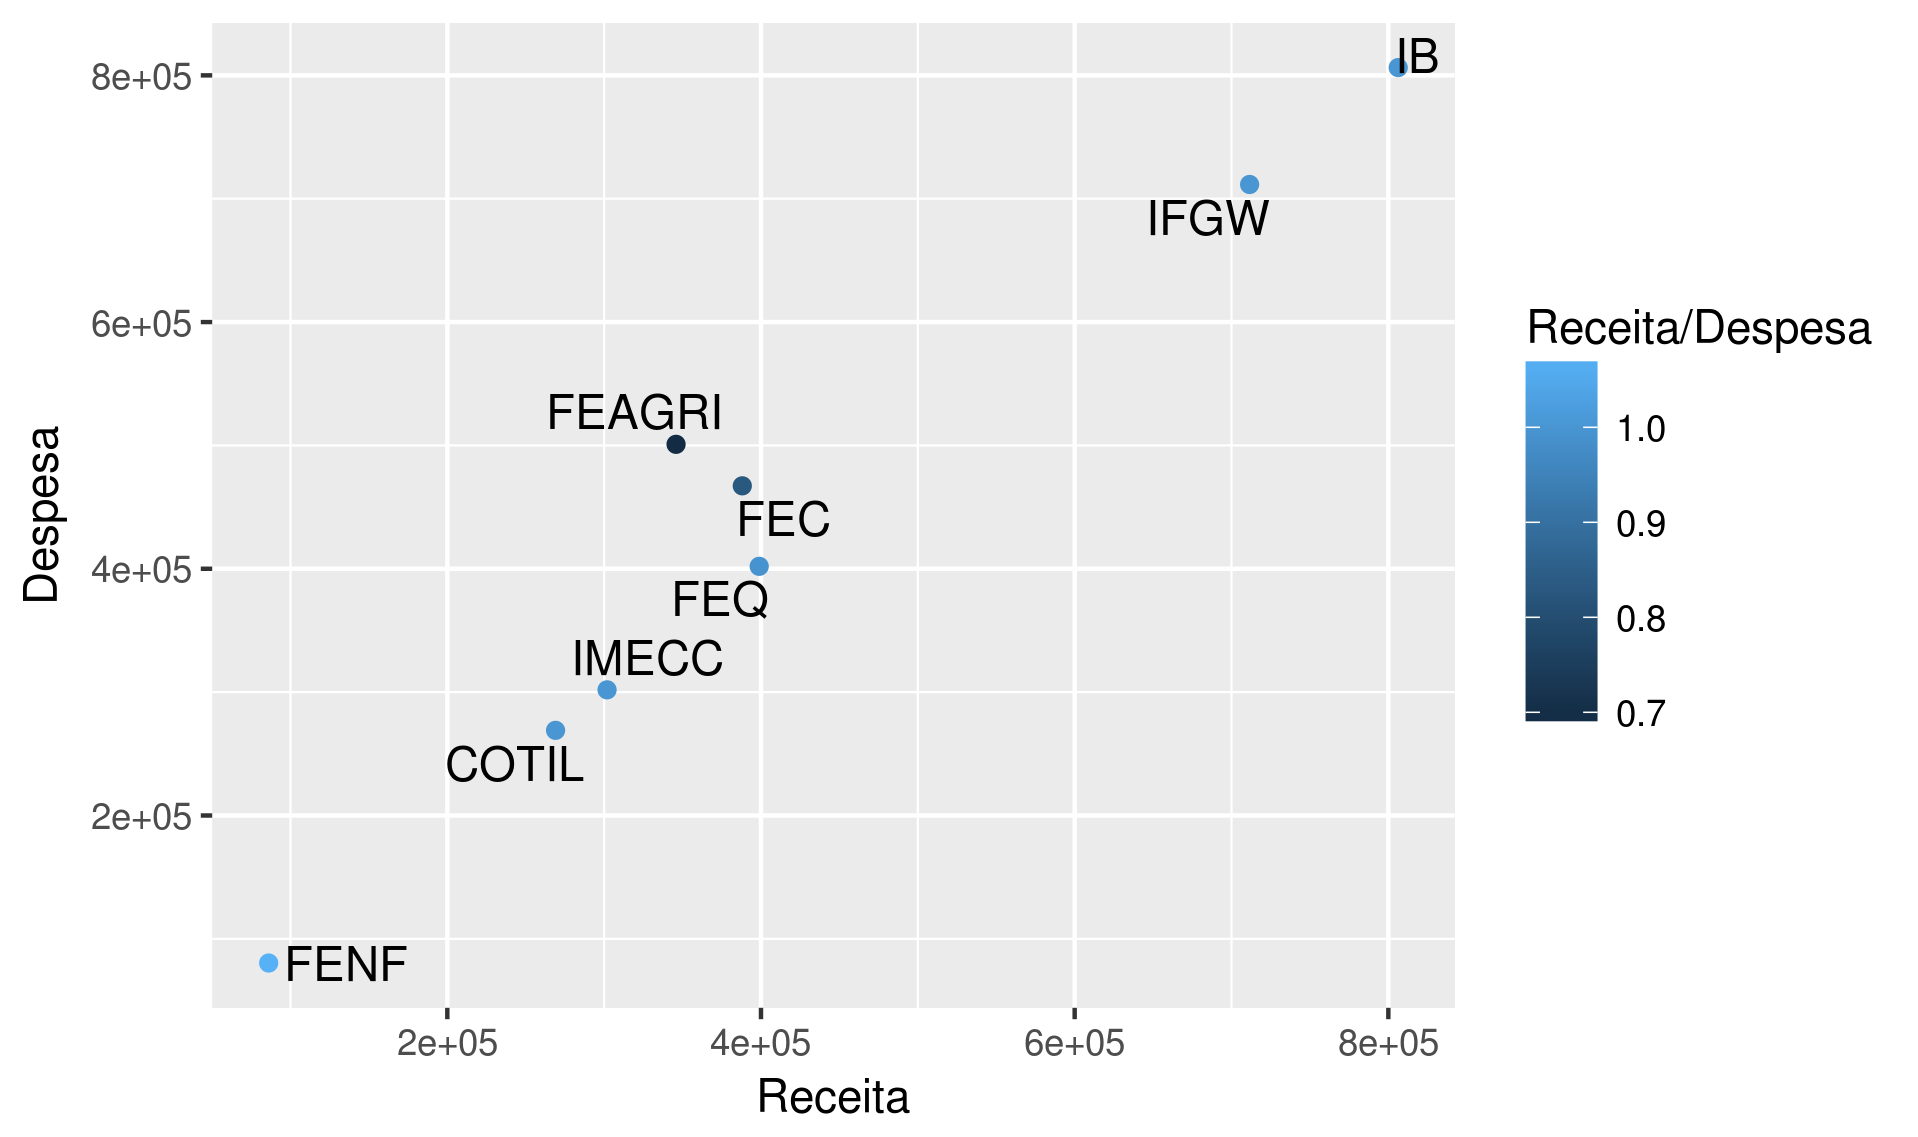 IB
8e+05
IFGW
6e+05
Receita/Despesa
FEAGRI
1.0
FEC
0.9
4e+05
FEQ
0.8
IMECC
0.7
COTIL
2e+05
FENF
Despesa
2e+05 4e+05 6e+05 8e+05
Receita